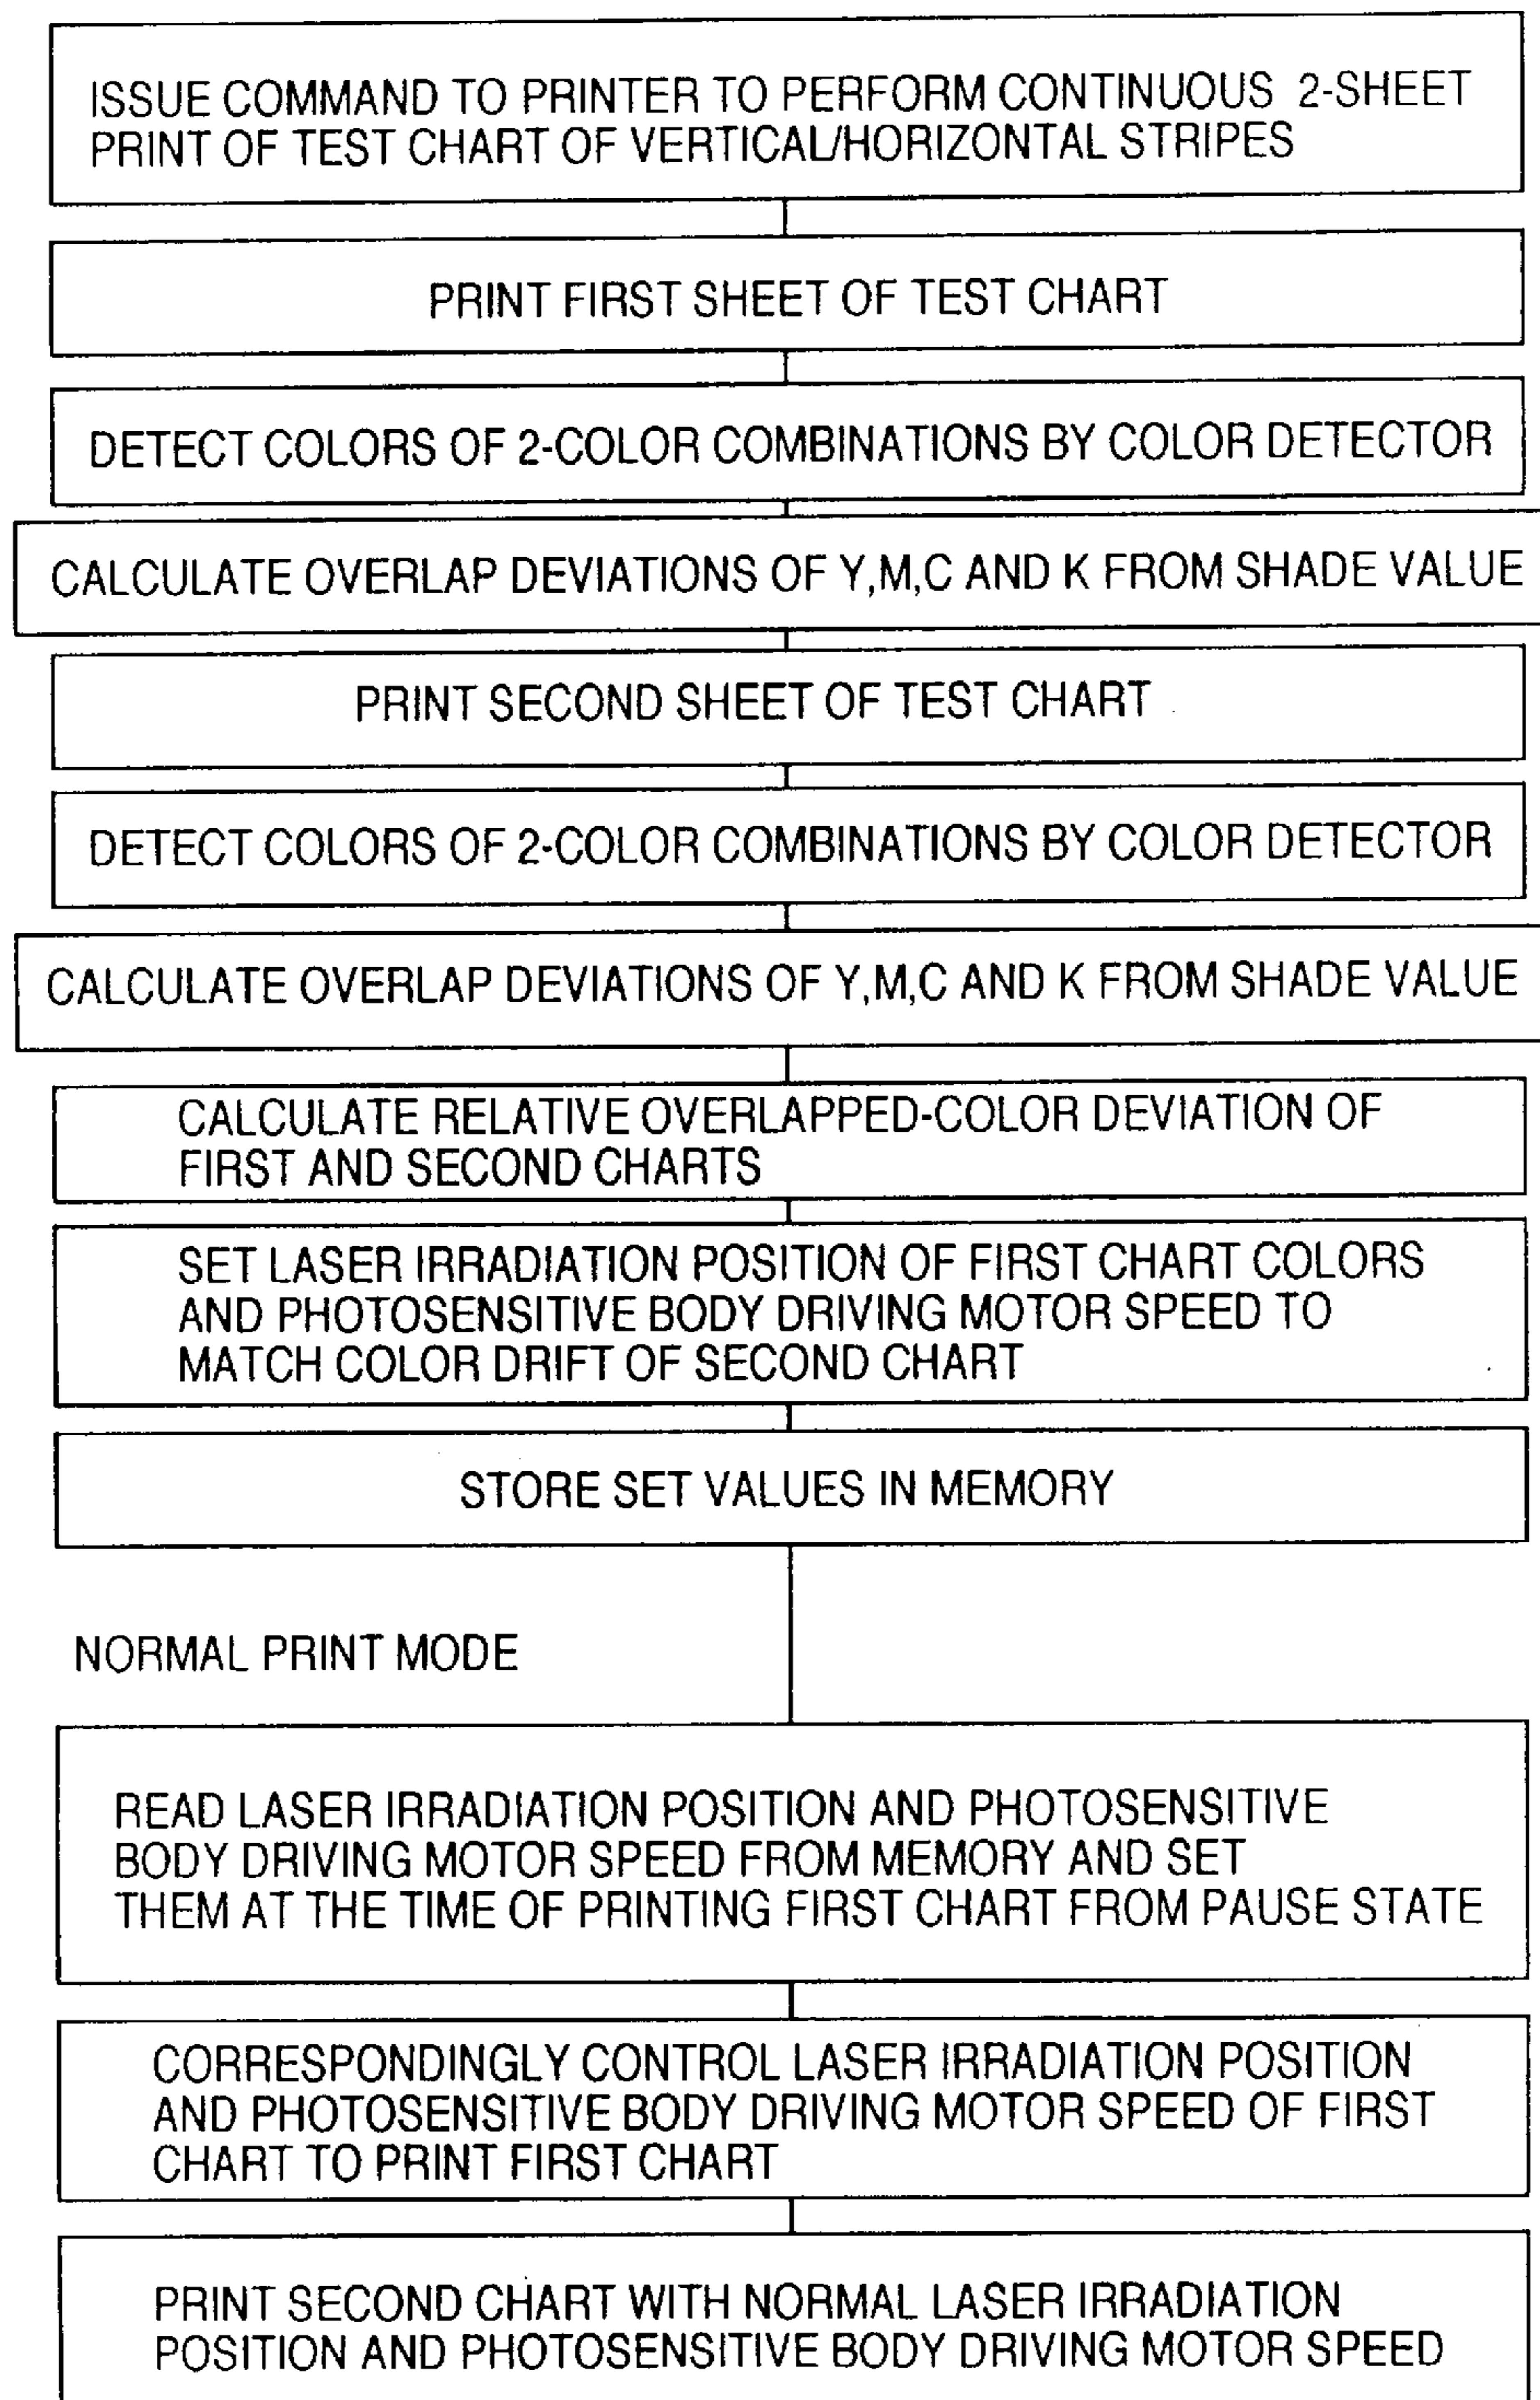 ISSUE COMMAND TO PRINTER TO PERFORM CONTINUOUS 2-SHEET
PRINT OF TEST CHART OF VERTICAL/HORIZONTAL STRIPES
PRINT FIRST SHEET OF TEST CHART
DETECT COLORS OF 2-COLOR COMBINATIONS BY COLOR DETECTOR
CALCULATE OVERLAP DEVIATIONS OF Y,M,C AND K FROM SHADE VALUE
PRINT SECOND SHEET OF TEST CHART
DETECT COLORS OF 2-COLOR COMBINATIONS BY COLOR DETECTOR
CALCULATE OVERLAP DEVIATIONS OF Y,M,C AND K FROM SHADE VALUE
CALCULATE RELATIVE OVERLAPPED-COLOR DEVIATION OF
FIRST AND SECOND CHARTS
SET LASER IRRADIATION POSITION OF FIRST CHART COLORS
AND PHOTOSENSITIVE BODY DRIVING MOTOR SPEED TO
MATCH COLOR DRIFT OF SECOND CHART
STORE SET VALUES IN MEMORY
NORMAL PRINT MODE
READ LASER IRRADIATION POSITION AND PHOTOSENSITIVE
BODY DRIVING MOTOR SPEED FROM MEMORY AND SET
THEM AT THE TIME OF PRINTING FIRST CHART FROM PAUSE STATE
CORRESPONDINGLY CONTROL LASER IRRADIATION POSITION
AND PHOTOSENSITIVE BODY DRIVING MOTOR SPEED OF FIRST
CHART TO PRINT FIRST CHART
PRINT SECOND CHART WITH NORMAL LASER IRRADIATION
POSITION AND PHOTOSENSITIVE BODY DRIVING MOTOR SPEED